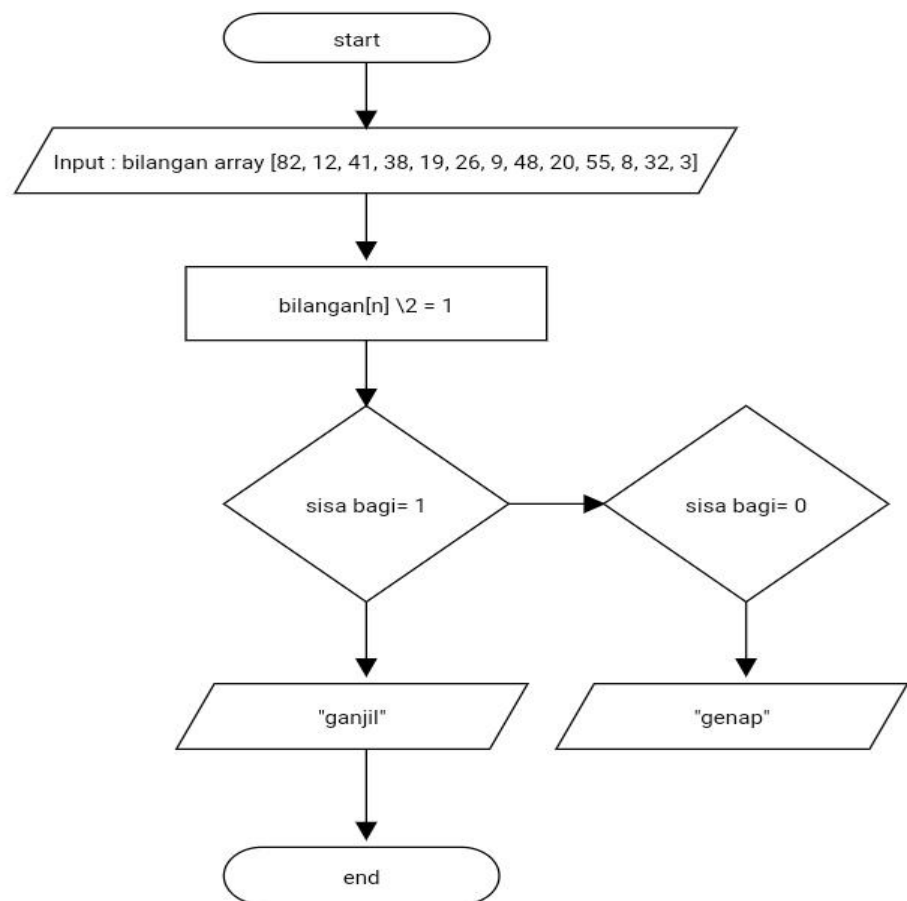 start
Input : bilangan array [82, 12, 41, 38, 19, 26, 9, 48, 20, 55, 8, 32, 3]
bilangan[n] \2 = 1
sisa bagi= 1
sisa bagi= 0
"ganjil"
"genap"
end